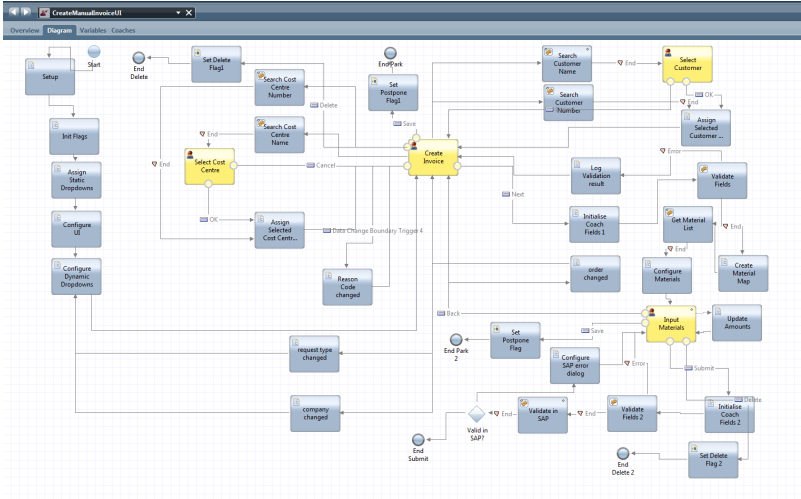 CreateManualInvoiceUI
Overview
Diagram
Variables
Coaches
Setup
Start
End
Delete
Set Delete
Flag1
Search Cost
Centre
Number
Delete
End Park
Set
Postpone
Flag1
Save
Search
Customer
Name
End
Select
Customer
Search
Customer
Number
OK
End
Assign
Selected
Customer ...
Init Flags
Search Cost
Centre
Name
End
End
Select Cost
Centre
Cancel
Create
Invoice
Error
Log
Validation
result
Validate
Fields
Assign
Static
Dropdowns
Next
Configure
UI
OK
Assign
Selected
Cost Centr...
Data Change Boundary Trigger4
Initialise
Coach
Fields 1
Get Material
List
End
End
Configure
Dynamic
Dropdowns
Reason
Code
changed
order
changed
Configure
Materials
Create
Material
Map
Back
Input
Materials
Update
Amounts
End Park
2
Set
Postpone
Flag
Save
request type
changed
Configure
SAP error
dialog
Error
Submit
company
changed
Valid in
SAP?
End
Validate in
SAP
End
Validate
Fields 2
Delete
Initialise
Coach
Fields 2
End
Submit
End
Delete 2
Set Delete
Flag 2